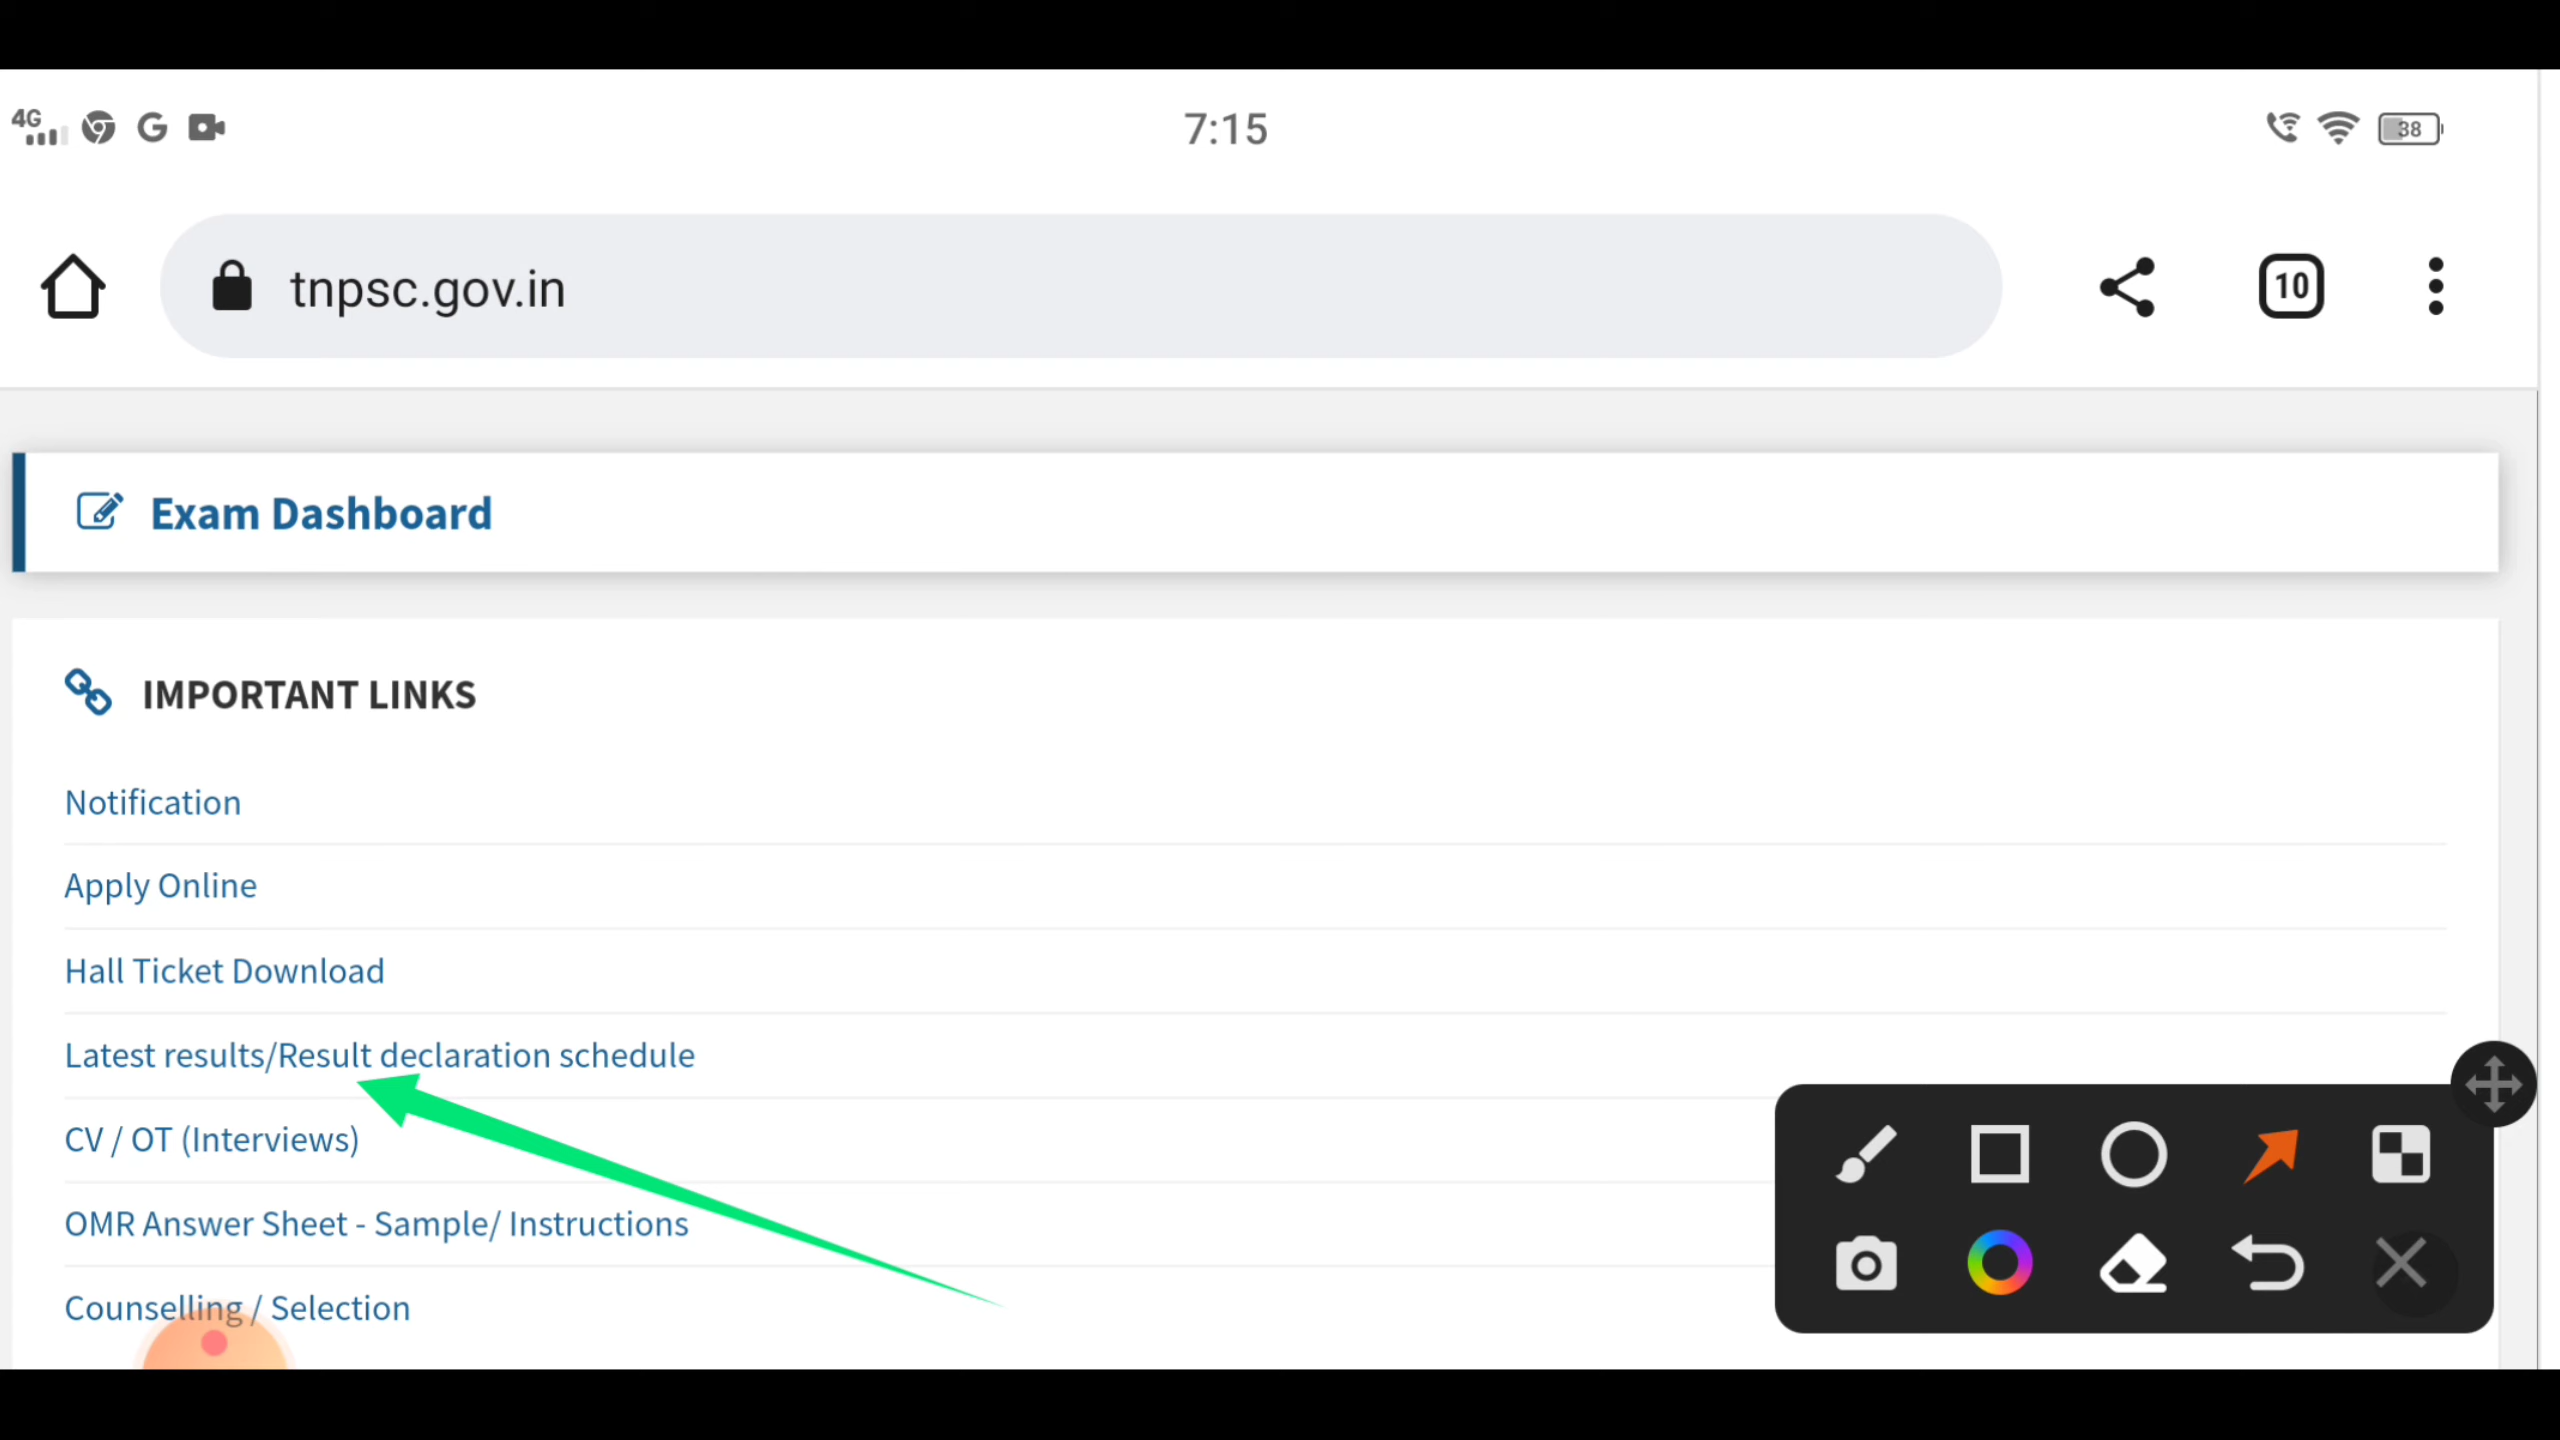 4G
7:15
38
tnpsc.gov.in
10
Exam Dashboard
IMPORTANT LINKS
Notification
Apply Online
Hall Ticket Download
Latest results/Result declaration schedule
CV / OT (Interviews)
OMR Answer Sheet - Sample/ Instructions
Counselling / Selection